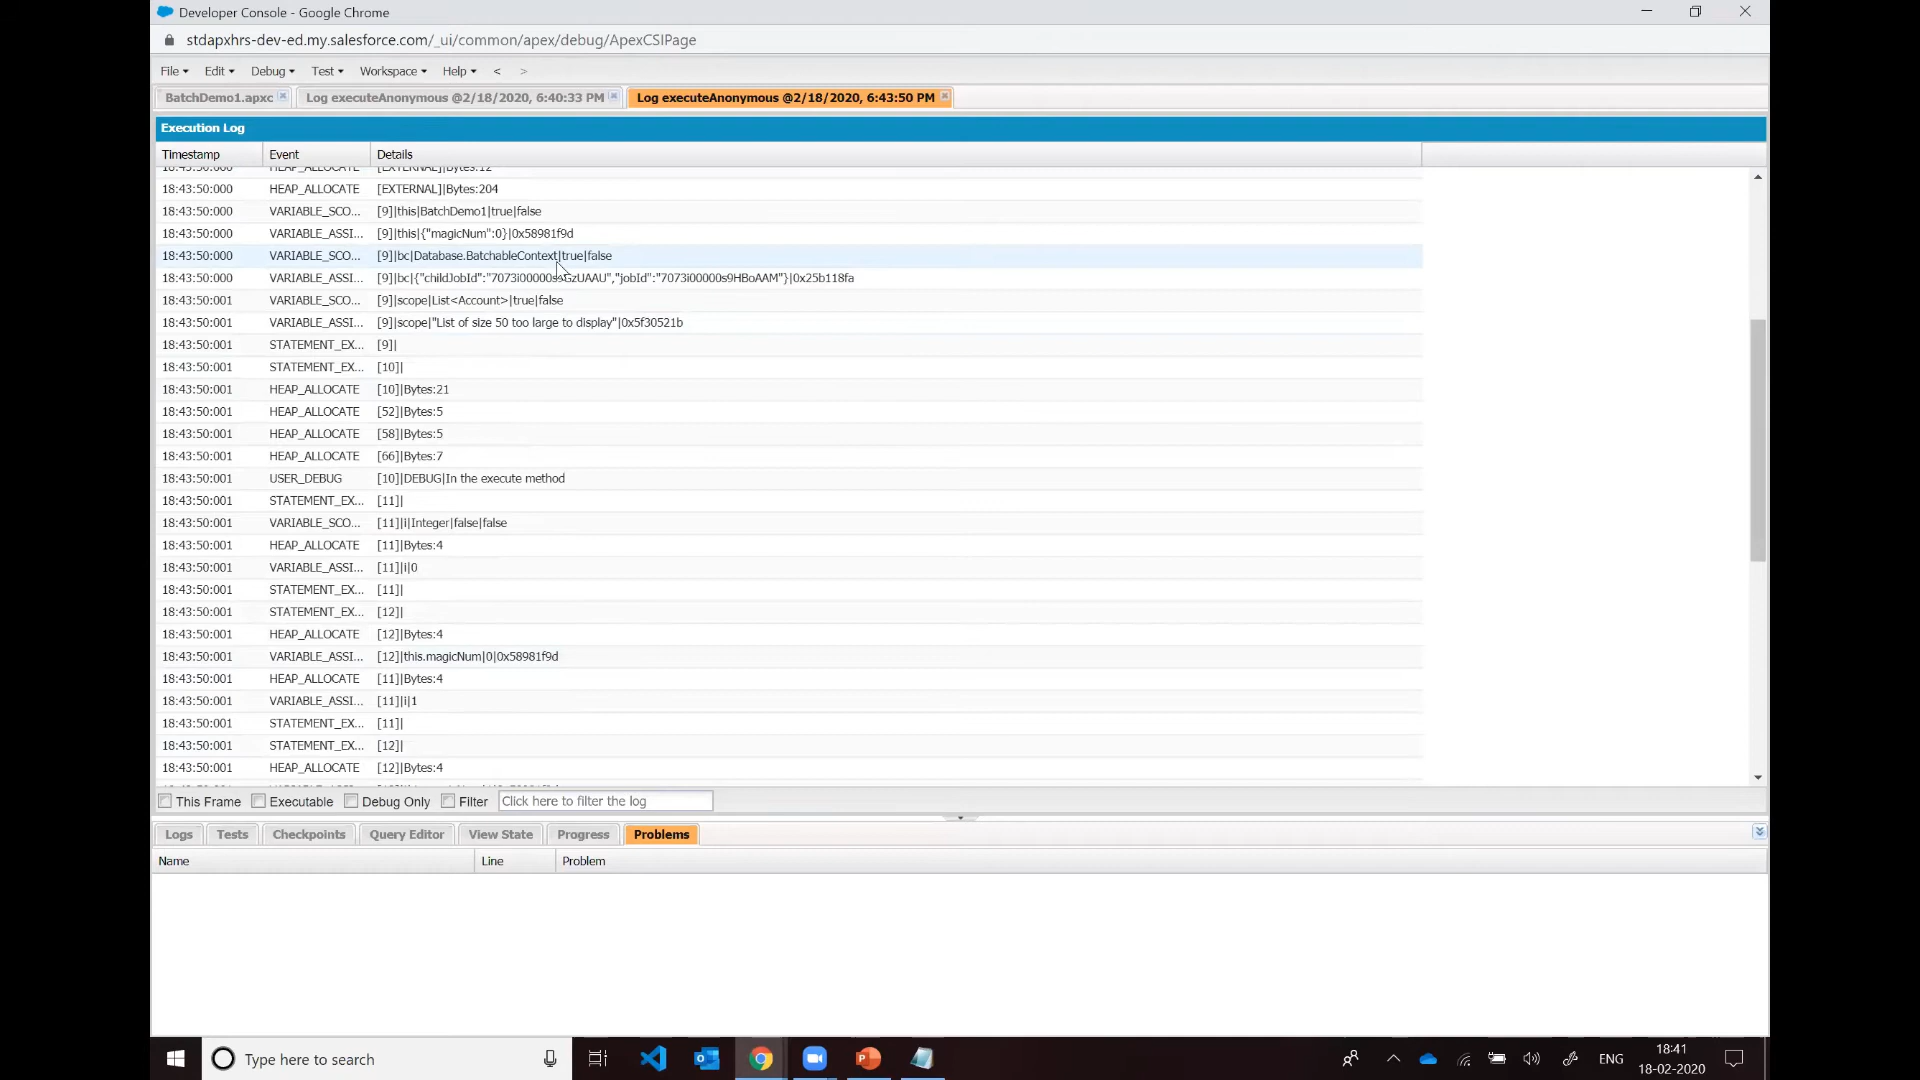 Developer Console - Google Chrome
stdapxhrs-dev-ed.my.salesforce.com/_ui/common/apex/debug/ApexCSIPage
File Edit Debug Test Workspace Help < >
BatchDemo1.apxc Log executeAnonymous @2/18/2020, 6:40:33 PM Log executeAnonymous @2/18/2020, 6:43:50 PM
Execution Log
Timestamp Event Details
18:43:50:000 HEAP_ALLOCATE [EXTERNAL]|Bytes:12
18:43:50:000 HEAP_ALLOCATE [EXTERNAL]|Bytes:204
18:43:50:000 VARIABLE_SCO... [9]|this|BatchDemo1|true|false
18:43:50:000 VARIABLE_ASSI... [9]|this|{"magicNum":0}|0x58981f9d
18:43:50:000 VARIABLE_SCO... [9]|bc|Database.BatchableContext|true|false
18:43:50:000 VARIABLE_ASSI... "jobId":"7073i00000s9HBoAAM"}|0x25b118fa
18:43:50:001 VARIABLE_SCO... [9]|scope|List<Account>|true|false
18:43:50:001 VARIABLE_ASSI... [9]|scope|"List of size 50 too large to display"|0x5f30521b
18:43:50:001 STATEMENT_EX... [9]|
18:43:50:001 STATEMENT_EX... [10]|
18:43:50:001 HEAP_ALLOCATE [10]|Bytes:21
18:43:50:001 HEAP_ALLOCATE [52]|Bytes:5
18:43:50:001 HEAP_ALLOCATE [58]|Bytes:5
18:43:50:001 HEAP_ALLOCATE [66]|Bytes:7
18:43:50:001 USER_DEBUG [10]|DEBUG|In the execute method
18:43:50:001 STATEMENT_EX... [11]|
18:43:50:001 VARIABLE_SCO... [11]|i|Integer|false|false
18:43:50:001 HEAP_ALLOCATE [11]|Bytes:4
18:43:50:001 VARIABLE_ASSI... [11]|i|0
18:43:50:001 STATEMENT_EX... [11]|
18:43:50:001 STATEMENT_EX... [12]|
18:43:50:001 HEAP_ALLOCATE [12]|Bytes:4
18:43:50:001 VARIABLE_ASSI... [12]|this.magicNum|0|0x58981f9d
18:43:50:001 HEAP_ALLOCATE [11]|Bytes:4
18:43:50:001 VARIABLE_ASSI... [11]|i|1
18:43:50:001 STATEMENT_EX... [11]|
18:43:50:001 STATEMENT_EX... [12]|
18:43:50:001 HEAP_ALLOCATE [12]|Bytes:4
This Frame Executable Debug Only Filter Click here to filter the log
Logs Tests Checkpoints Query Editor View State Progress Problems
Name Line Problem
Type here to search
ENG
18:41
18-02-2020